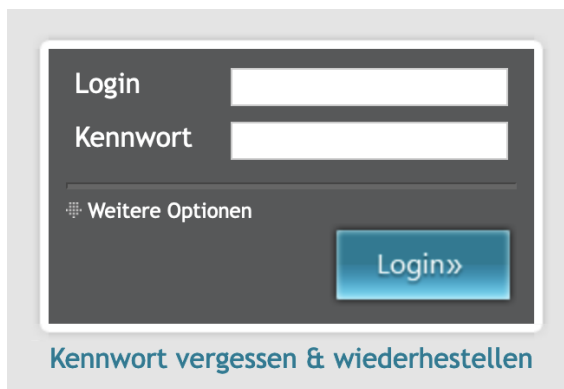 Login
Kennwort
Weitere Optionen
Login»
Kennwort vergessen & wiederhestellen